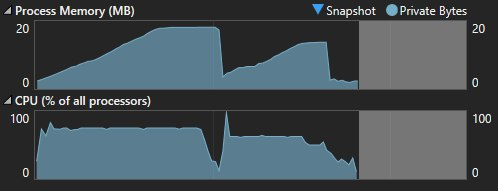 Process Memory (MB) Snapshot Private Bytes
20 20
0 0
CPU (% of all processors)
100 100
0 0